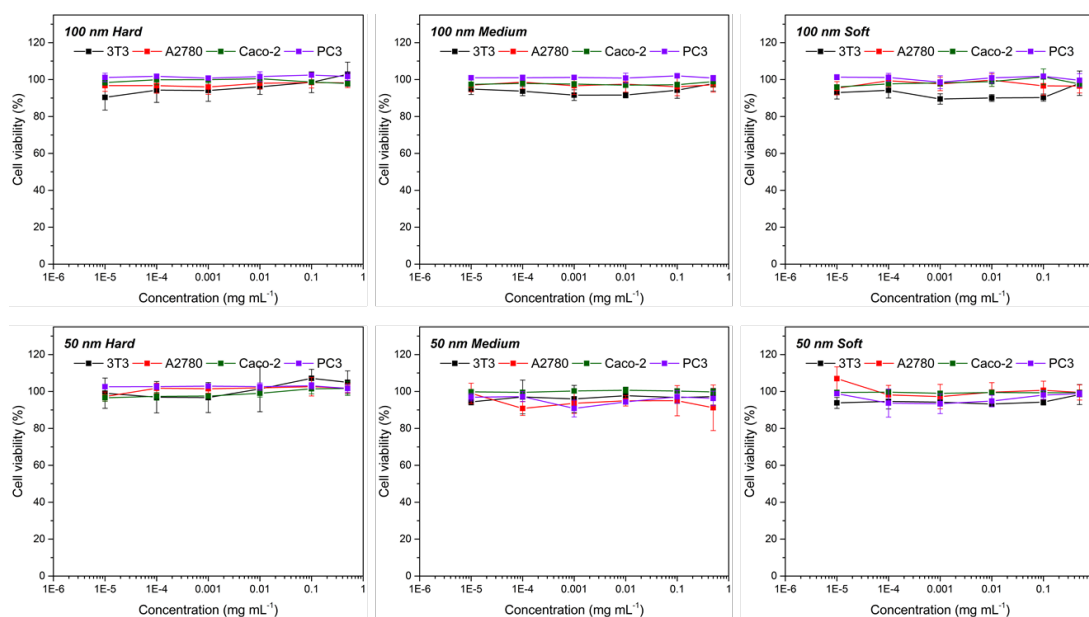 100 nm Hard
3T3 A2780 Caco-2 PC3
Cell viability (%)
120
100
80
60
40
20
0
1E-6 1E-5 1E-4 0.001 0.01 0.1 1
Concentration (mg mL⁻¹)
100 nm Medium
3T3 A2780 Caco-2 PC3
Cell viability (%)
120
100
80
60
40
20
0
1E-6 1E-5 1E-4 0.001 0.01 0.1 1
Concentration (mg mL⁻¹)
100 nm Soft
3T3 A2780 Caco-2 PC3
Cell viability (%)
120
100
80
60
40
20
0
1E-6 1E-5 1E-4 0.001 0.01 0.1
Concentration (mg mL⁻¹)
50 nm Hard
3T3 A2780 Caco-2 PC3
Cell viability (%)
120
100
80
60
40
20
0
1E-6 1E-5 1E-4 0.001 0.01 0.1 1
Concentration (mg mL⁻¹)
50 nm Medium
3T3 A2780 Caco-2 PC3
Cell viability (%)
120
100
80
60
40
20
0
1E-6 1E-5 1E-4 0.001 0.01 0.1 1
Concentration (mg mL⁻¹)
50 nm Soft
3T3 A2780 Caco-2 PC3
Cell viability (%)
120
100
80
60
40
20
0
1E-6 1E-5 1E-4 0.001 0.01 0.1
Concentration (mg mL⁻¹)